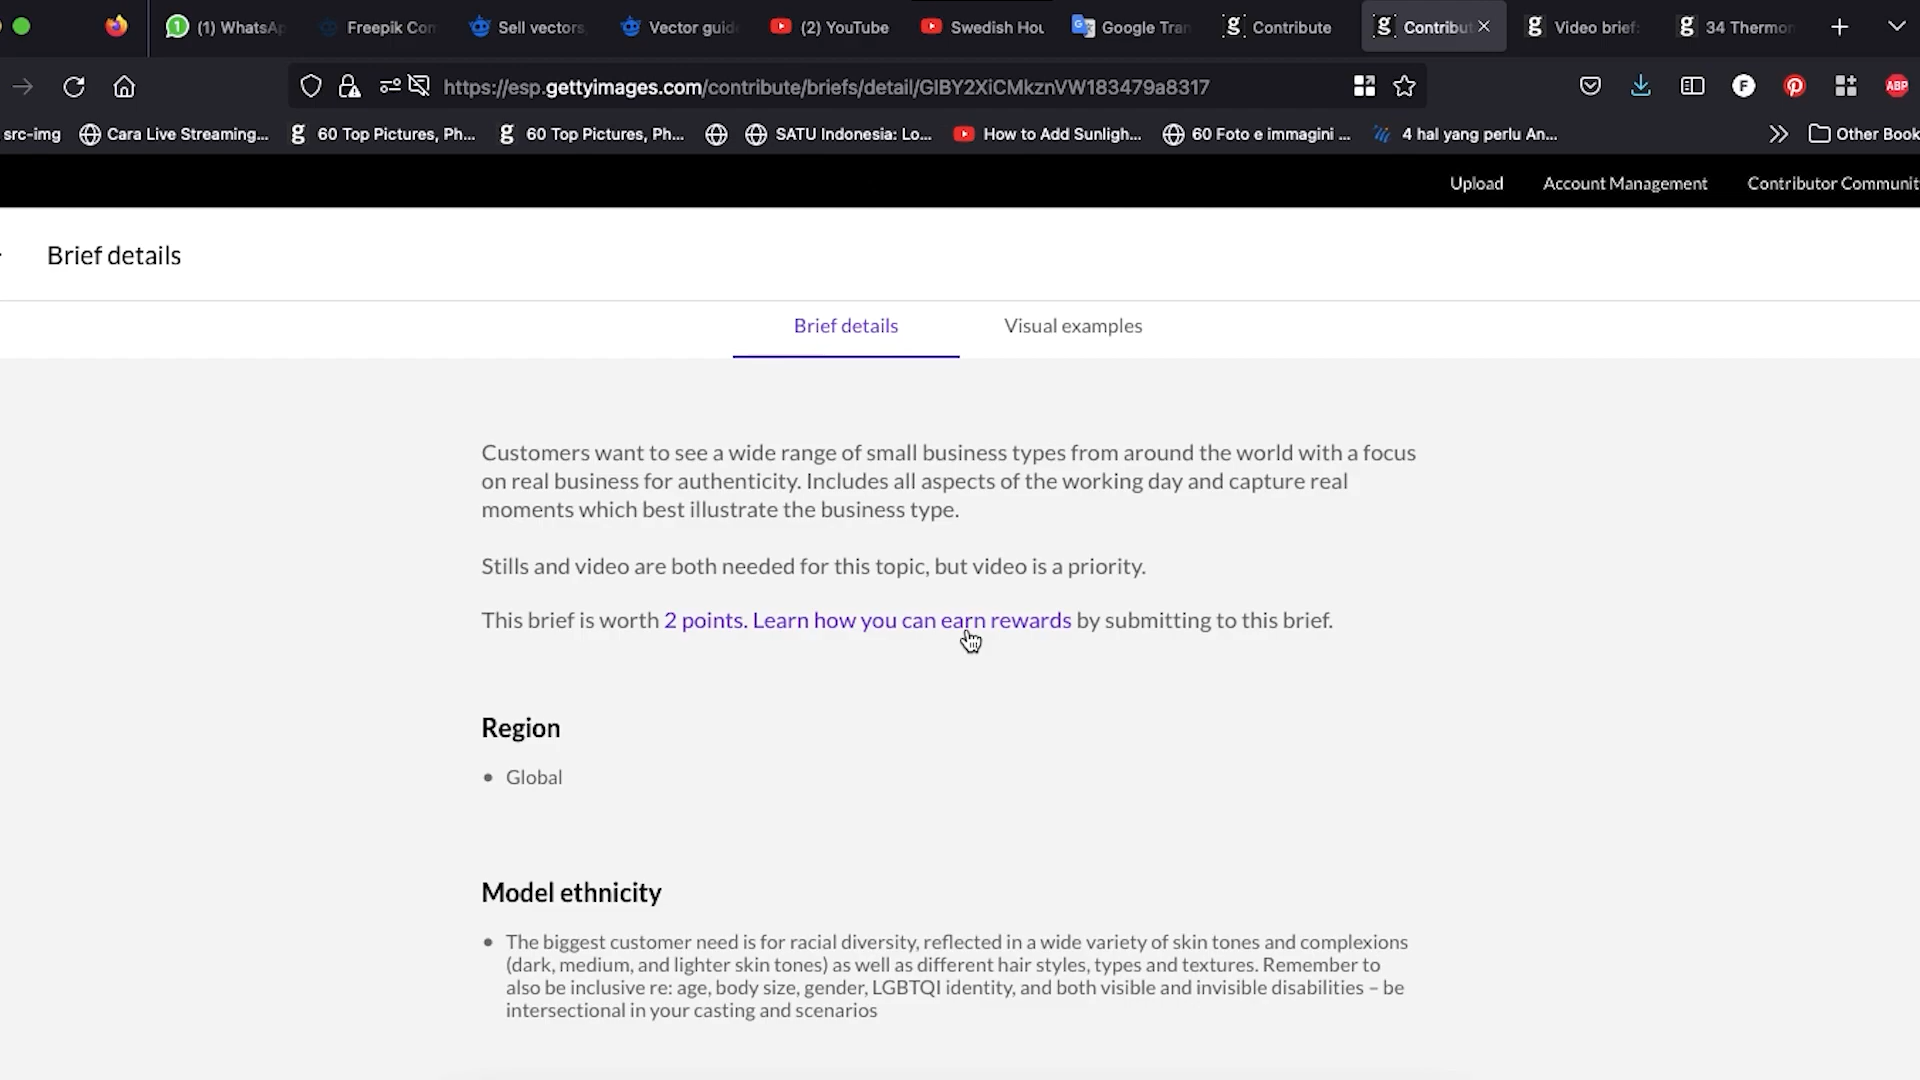 (1) WhatsAp
Freepik Con
Sell vectors,
Vector guid
(2) YouTube
Swedish Hou
Google Tran
Contribute
Contribut
Video brief:
34 Thermon
https://esp.gettyimages.com/contribute/briefs/detail/GIBY2XiCMkznVW183479a8317
ABP
src-img
Cara Live Streaming...
60 Top Pictures, Ph...
60 Top Pictures, Ph...
SATU Indonesia: Lo...
How to Add Sunligh...
60 Foto e immagini ...
4 hal yang perlu An...
Other Book
Upload
Account Management
Contributor Communit
Brief details
Brief details
Visual examples
Customers want to see a wide range of small business types from around the world with a focus
on real business for authenticity. Includes all aspects of the working day and capture real
moments which best illustrate the business type.
Stills and video are both needed for this topic, but video is a priority.
This brief is worth 2 points. Learn how you can earn rewards by submitting to this brief.
Region
• Global
Model ethnicity
• The biggest customer need is for racial diversity, reflected in a wide variety of skin tones and complexions
(dark, medium, and lighter skin tones) as well as different hair styles, types and textures. Remember to
also be inclusive re: age, body size, gender, LGBTQI identity, and both visible and invisible disabilities – be
intersectional in your casting and scenarios